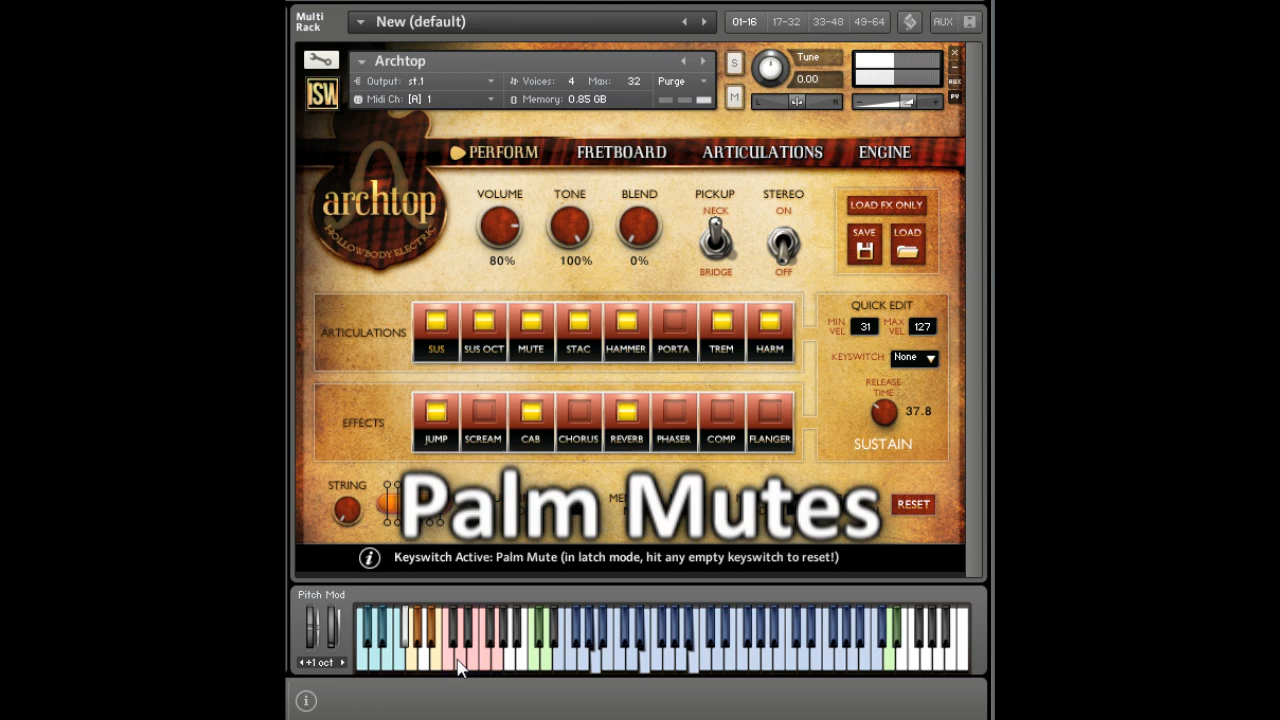 Multi
Rack
New (default)
01-16 17-32 33-48 49-64
AUX
Archtop
Output: st.1
Voices: 4 Max: 32
Purge
Midi Ch: [A] 1
Memory: 0.85 GB
S
M
Tune
0.00
L R
AUX
PV
JSW
PERFORM
FRETBOARD
ARTICULATIONS
ENGINE
archtop
HOLLOWBODY ELECTRIC
VOLUME
TONE
BLEND
PICKUP
STEREO
NECK
ON
80%
100%
0%
BRIDGE
OFF
LOAD FX ONLY
SAVE
LOAD
ARTICULATIONS
SUS
SUS OCT
MUTE
STAC
HAMMER
PORTA
TREM
HARM
QUICK EDIT
MIN VEL 31
MAX VEL 127
KEYSWITCH None
RELEASE
TIME
37.8
SUSTAIN
EFFECTS
JUMP
SCREAM
CAB
CHORUS
REVERB
PHASER
COMP
FLANGER
STRING
RESET
Palm Mutes
Keyswitch Active: Palm Mute (in latch mode, hit any empty keyswitch to reset!)
Pitch Mod
+1 oct